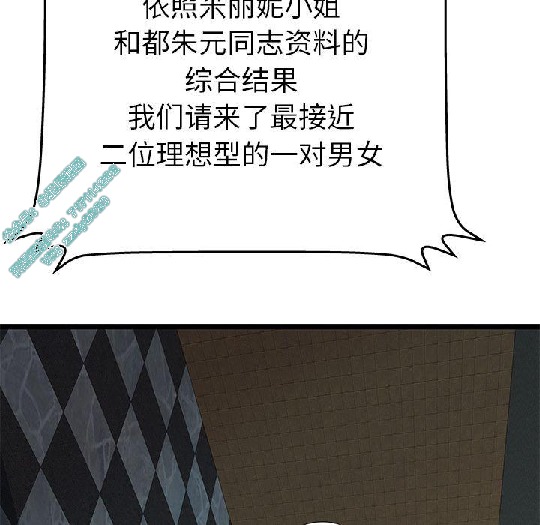 依照米丽妮小姐
和都朱元同志资料的
综合结果
我们请来了最接近
二位理想型的一对男女